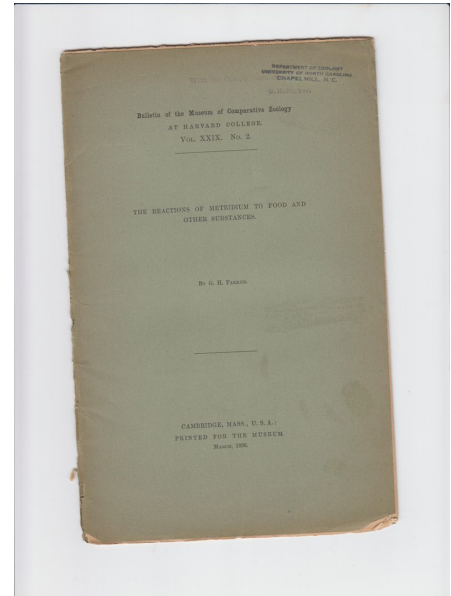 DEPARTMENT OF ZOOLOGY
UNIVERSITY OF NORTH CAROLINA
CHAPEL HILL, N. C.
Bulletin of the Museum of Comparative Zoölogy
AT HARVARD COLLEGE.
VOL. XXIX. No. 2.
THE REACTIONS OF METRIDIUM TO FOOD AND
OTHER SUBSTANCES.
BY G. H. PARKER.
CAMBRIDGE, MASS., U. S. A.:
PRINTED FOR THE MUSEUM.
MARCH, 1896.